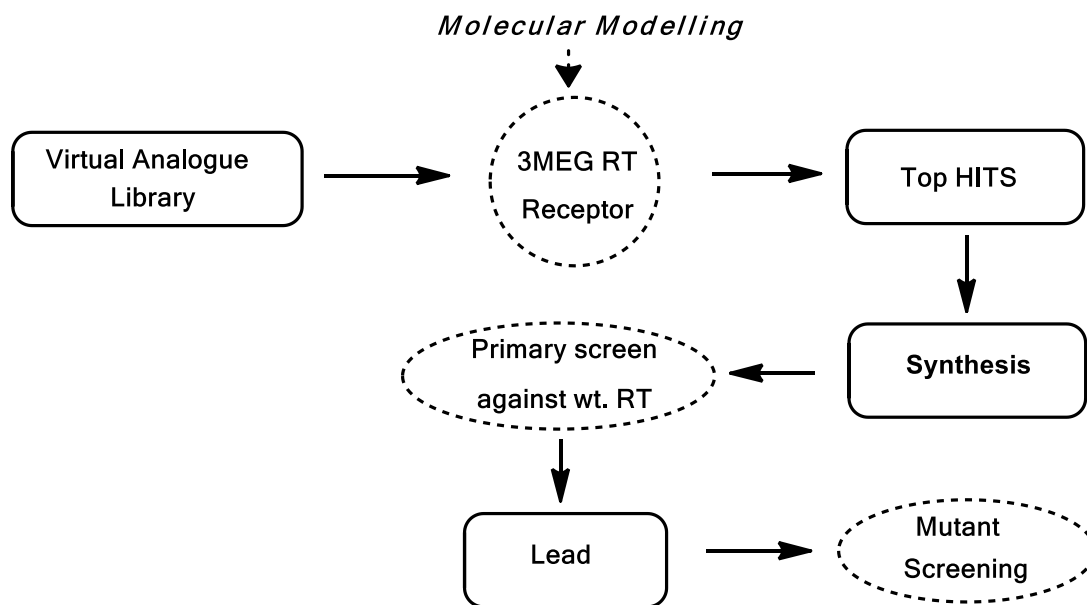 Molecular Modelling
Virtual Analogue
Library
3MEG RT
Receptor
Top HITS
Synthesis
Primary screen
against wt. RT
Lead
Mutant
Screening